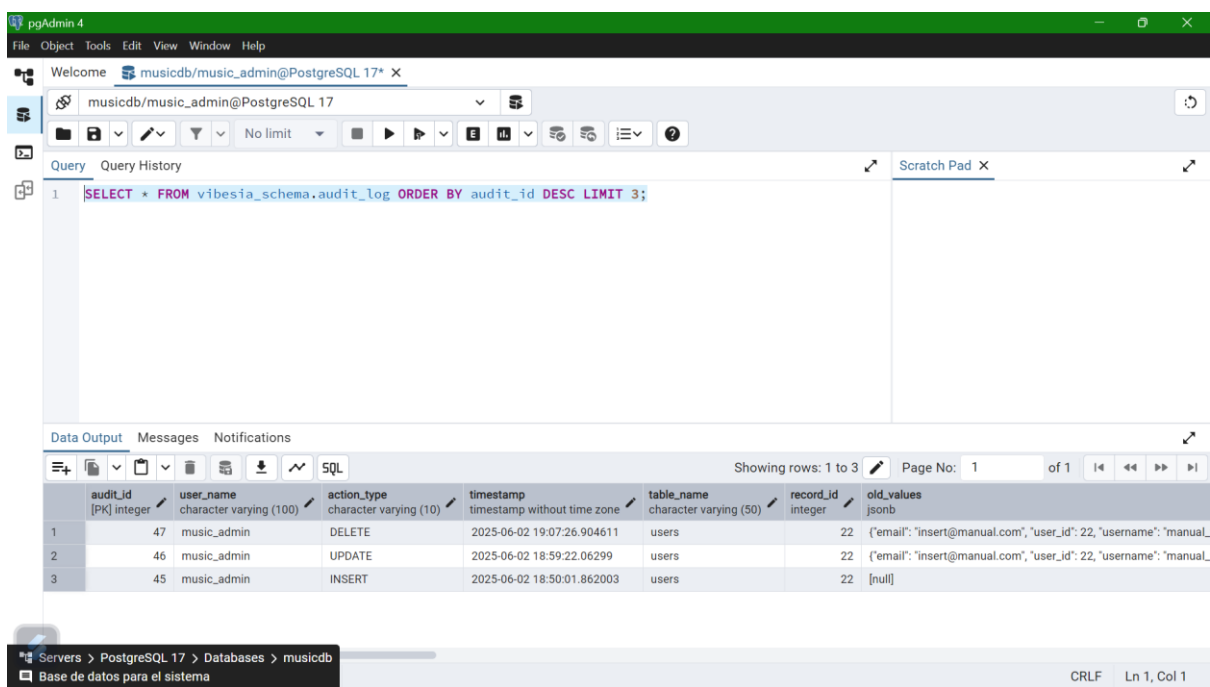 pgAdmin 4
File Object Tools Edit View Window Help
Welcome musicdb/music_admin@PostgreSQL 17*
musicdb/music_admin@PostgreSQL 17
No limit
Query Query History Scratch Pad
1 SELECT * FROM vibesia_schema.audit_log ORDER BY audit_id DESC LIMIT 3;
Data Output Messages Notifications
SQL Showing rows: 1 to 3 Page No: 1 of 1
audit_id user_name action_type timestamp table_name record_id old_values
[PK] integer character varying (100) character varying (10) timestamp without time zone character varying (50) integer jsonb
1 47 music_admin DELETE 2025-06-02 19:07:26.904611 users 22 {"email": "insert@manual.com", "user_id": 22, "username": "manual_
2 46 music_admin UPDATE 2025-06-02 18:59:22.06299 users 22 {"email": "insert@manual.com", "user_id": 22, "username": "manual_
3 45 music_admin INSERT 2025-06-02 18:50:01.862003 users 22 [null]
Servers > PostgreSQL 17 > Databases > musicdb
Base de datos para el sistema
CRLF Ln 1, Col 1